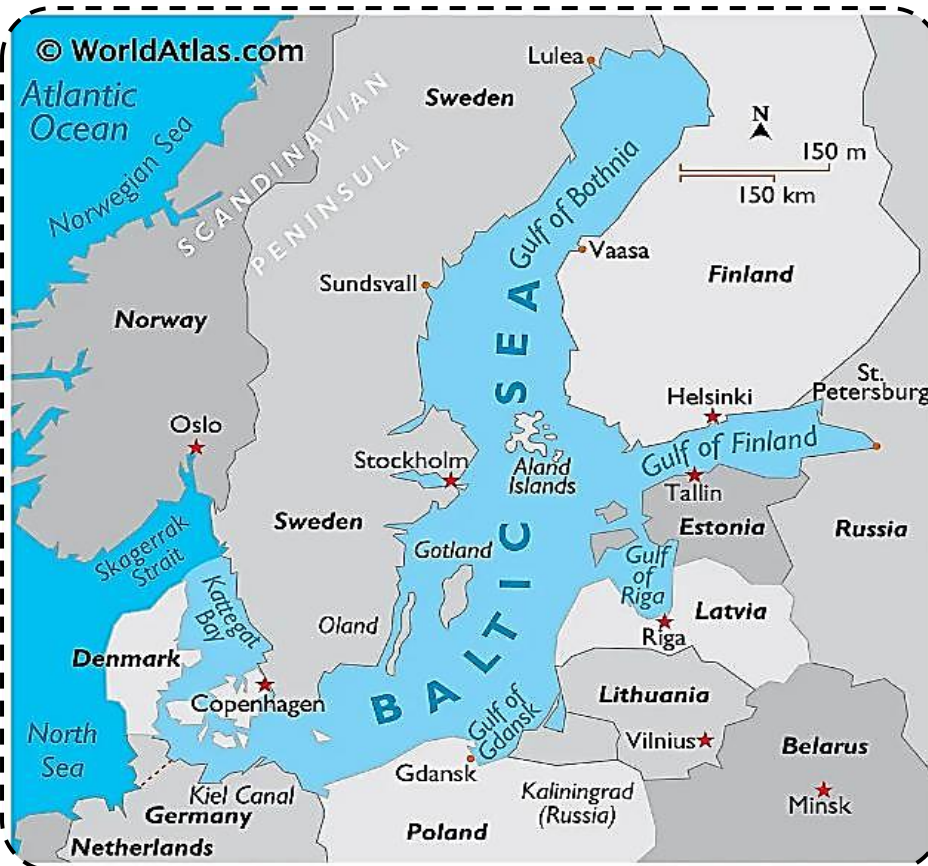 © WorldAtlas.com
Atlantic
Ocean
Norwegian Sea
SCANDINAVIAN
PENINSULA
Sweden
Lulea
N
150 m
150 km
Gulf of Bothnia
Vaasa
Sundsvall
Finland
Norway
BALTIC SEA
St.
Petersburg
Helsinki
Oslo
Gulf of Finland
Stockholm
Aland
Islands
Tallin
Sweden
Estonia
Russia
Skagerrak
Strait
Gotland
Gulf
of
Riga
Kattegat
Bay
Oland
Latvia
Riga
Denmark
Copenhagen
Lithuania
Gulf of
Gdansk
North
Sea
Vilnius
Belarus
Gdansk
Kiel Canal
Kaliningrad
(Russia)
Minsk
Germany
Poland
Netherlands